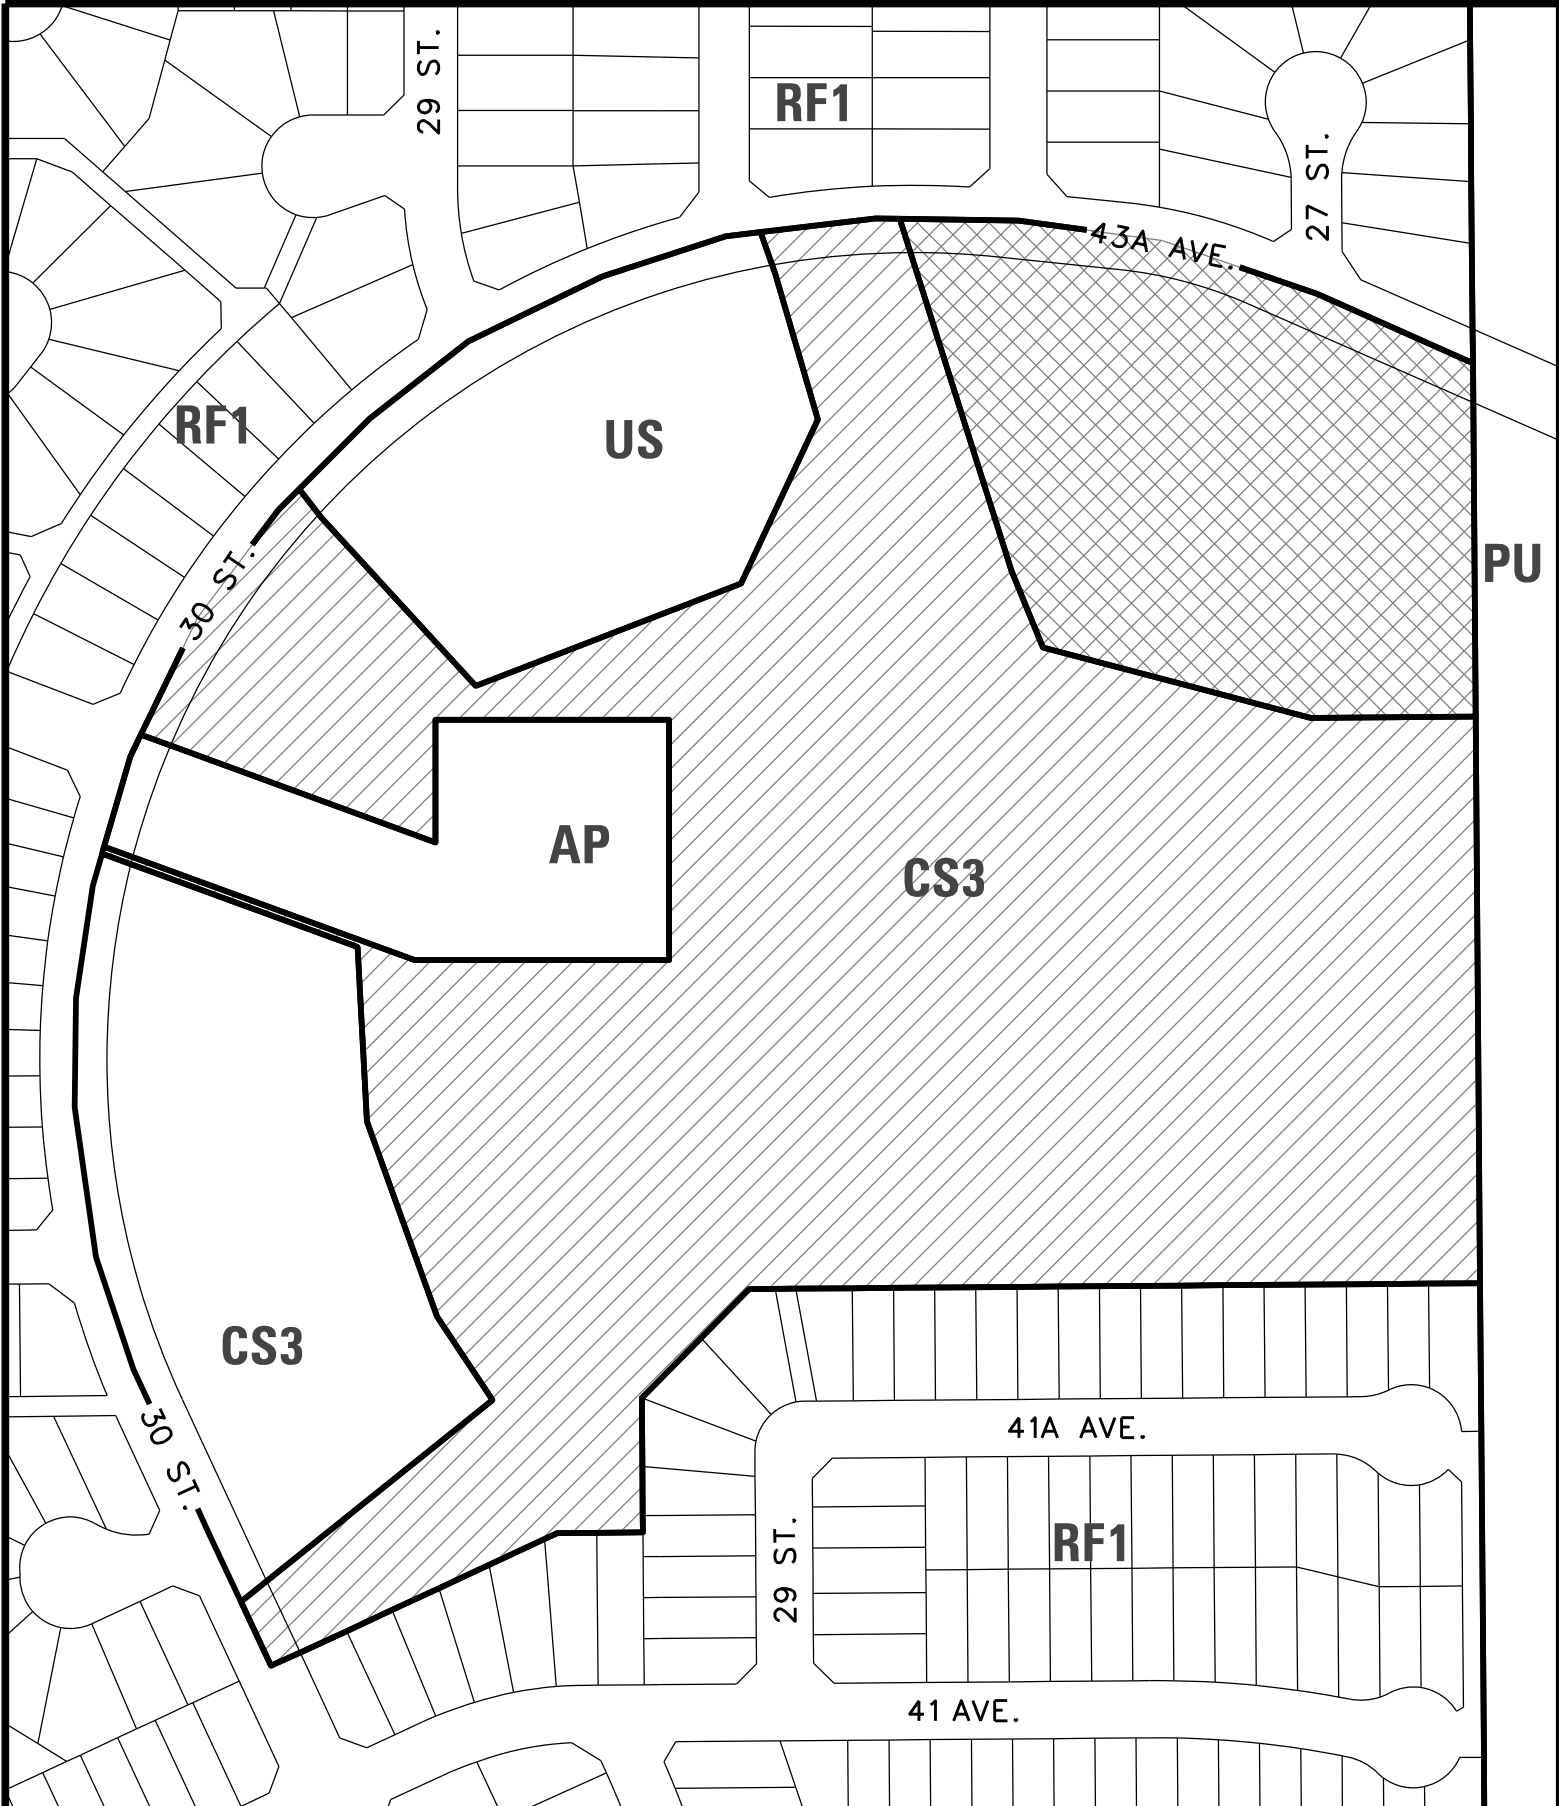 29 ST.
RF1
27 ST.
43A AVE.
RF1
US
30 ST.
PU
AP
CS3
CS3
30 ST.
41A AVE.
29 ST.
RF1
41 AVE.